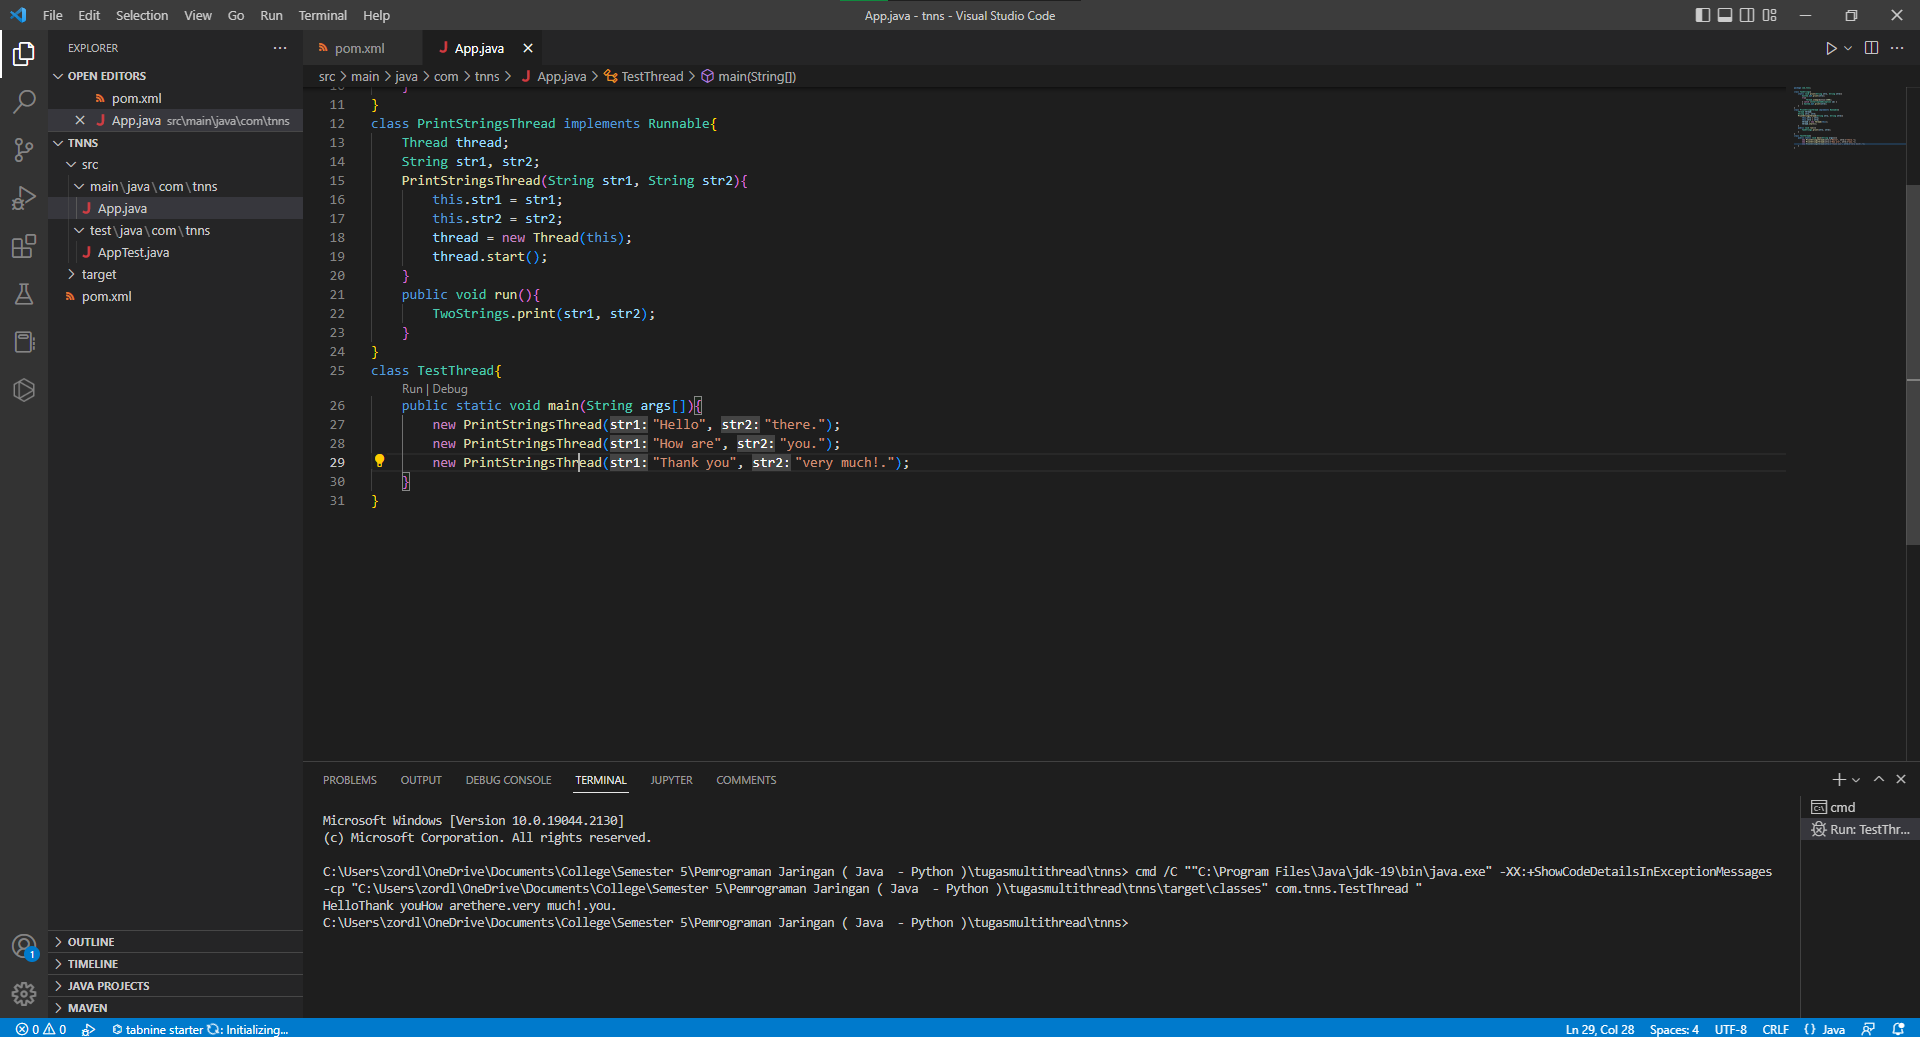 File Edit Selection View Go Run Terminal Help
App.java - tnns - Visual Studio Code
EXPLORER
OPEN EDITORS
pom.xml
App.java src\main\java\com\tnns
TNNS
src
main\java\com\tnns
App.java
test\java\com\tnns
AppTest.java
target
pom.xml
OUTLINE
TIMELINE
JAVA PROJECTS
MAVEN
pom.xml App.java
src > main > java > com > tnns > App.java > TestThread > main(String[])
11 }
12 class PrintStringsThread implements Runnable{
13 Thread thread;
14 String str1, str2;
15 PrintStringsThread(String str1, String str2){
16 this.str1 = str1;
17 this.str2 = str2;
18 thread = new Thread(this);
19 thread.start();
20 }
21 public void run(){
22 TwoStrings.print(str1, str2);
23 }
24 }
25 class TestThread{
Run | Debug
26 public static void main(String args[]){
27 new PrintStringsThread(str1: "Hello", str2: "there.");
28 new PrintStringsThread(str1: "How are", str2: "you.");
29 new PrintStringsThread(str1: "Thank you", str2: "very much!.");
30 }
31 }
PROBLEMS OUTPUT DEBUG CONSOLE TERMINAL JUPYTER COMMENTS
Microsoft Windows [Version 10.0.19044.2130]
(c) Microsoft Corporation. All rights reserved.
C:\Users\zordl\OneDrive\Documents\College\Semester 5\Pemrograman Jaringan ( Java  - Python )\tugasmultithread\tnns> cmd /C ""C:\Program Files\Java\jdk-19\bin\java.exe" -XX:+ShowCodeDetailsInExceptionMessages
-cp "C:\Users\zordl\OneDrive\Documents\College\Semester 5\Pemrograman Jaringan ( Java  - Python )\tugasmultithread\tnns\target\classes" com.tnns.TestThread "
HelloThank youHow arethere.very much!.you.
C:\Users\zordl\OneDrive\Documents\College\Semester 5\Pemrograman Jaringan ( Java  - Python )\tugasmultithread\tnns>
cmd
Run: TestThr...
1
0 0 tabnine starter : Initializing...
Ln 29, Col 28 Spaces: 4 UTF-8 CRLF {} Java